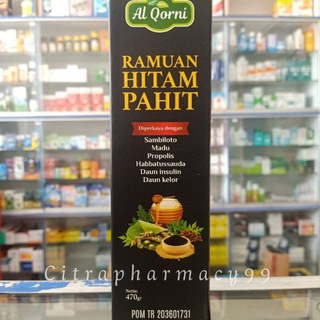 Al Qorni
RAMUAN
HITAM
PAHIT
Diperkaya dengan
Sambiloto
Madu
Propolis
Habbatussauda
Daun insulin
Daun kelor
Citrapharmacy99
Netto:
470gr
POM TR 203601731